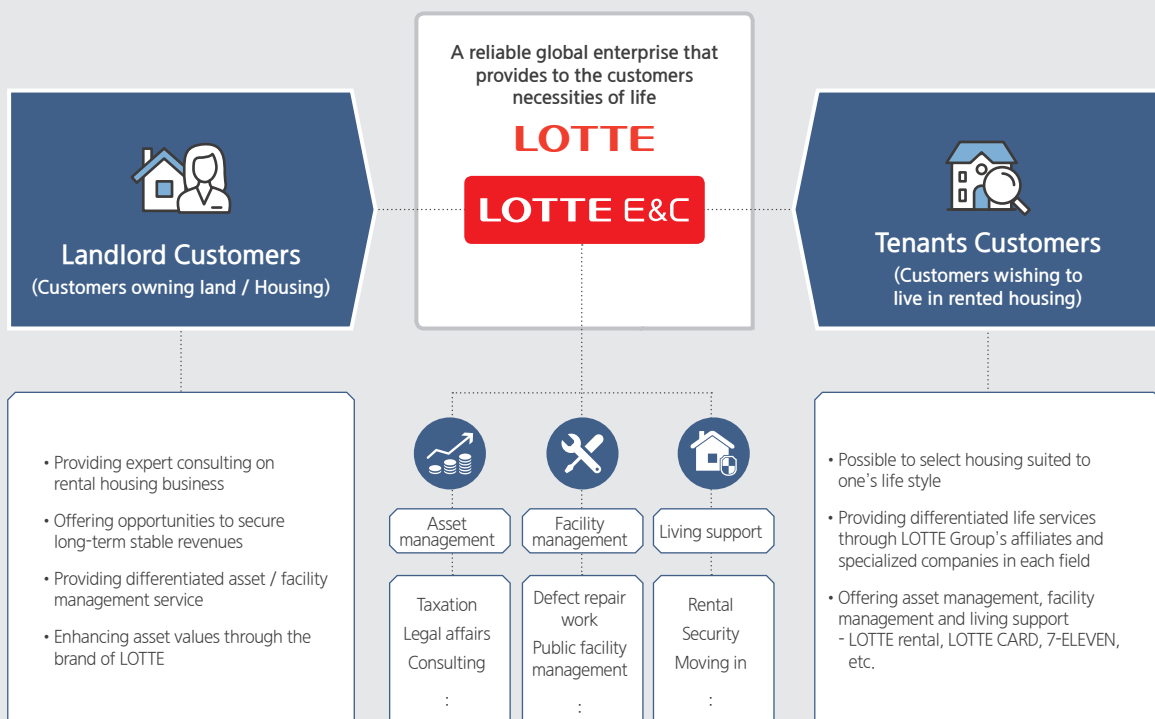 A reliable global enterprise that
provides to the customers
necessities of life
LOTTE
LOTTE E&C
Landlord Customers
(Customers owning land / Housing)
Tenants Customers
(Customers wishing to
live in rented housing)
• Providing expert consulting on
rental housing business
• Offering opportunities to secure
long-term stable revenues
• Providing differentiated asset / facility
management service
• Enhancing asset values through the
brand of LOTTE
Asset
management
Taxation
Legal affairs
Consulting
:
Facility
management
Defect repair
work
Public facility
management
:
Living support
Rental
Security
Moving in
:
• Possible to select housing suited to
one's life style
• Providing differentiated life services
through LOTTE Group's affiliates and
specialized companies in each field
• Offering asset management, facility
management and living support
- LOTTE rental, LOTTE CARD, 7-ELEVEN,
etc.